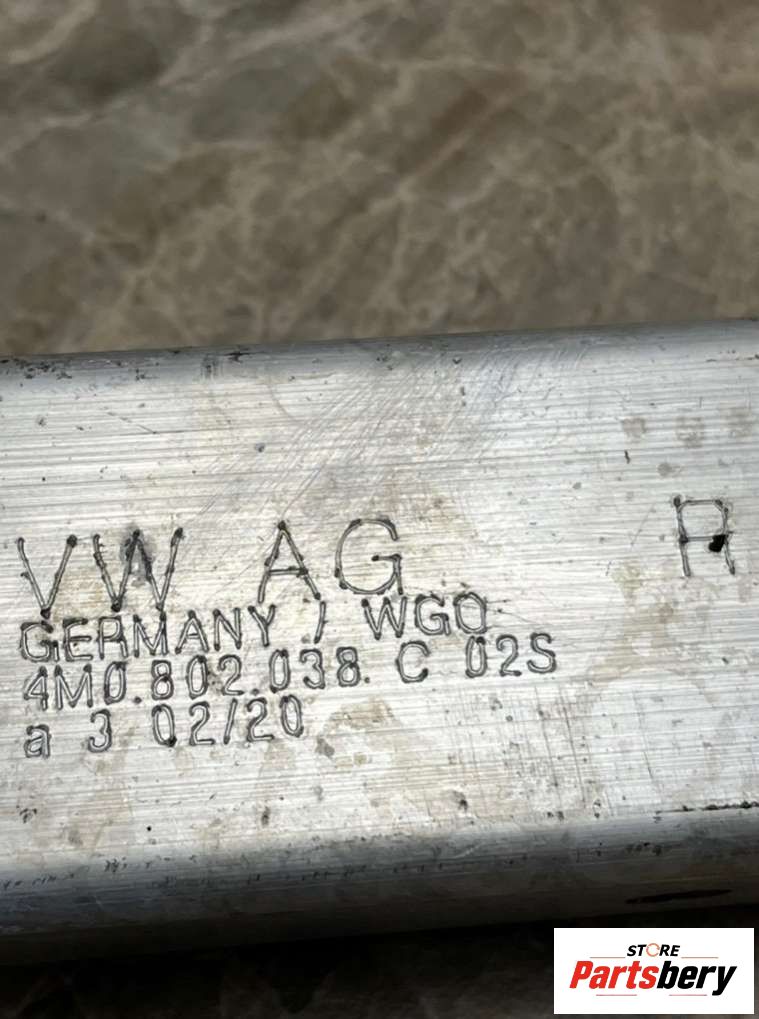 VW AG R
GERMANY ) WGO
4M0.802.038. C 02S
a 3 02/20
STORE
Partsbery